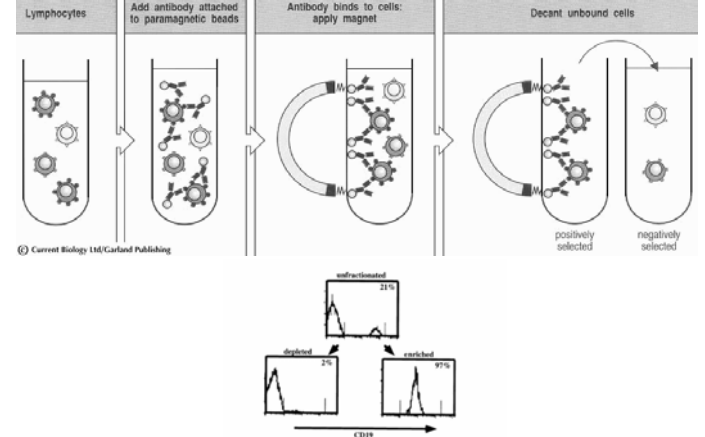 Lymphocytes
Add antibody attached
to paramagnetic beads
Antibody binds to cells:
apply magnet
Decant unbound cells
positively
selected
negatively
selected
© Current Biology Ltd/Garland Publishing
unfractionated
21%
depleted
2%
enriched
97%
CD19